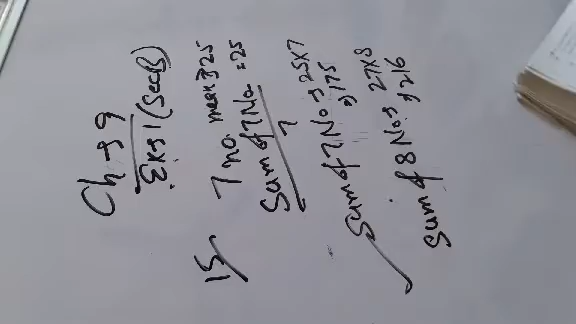 Ch → 9
Ex → 1 (Sec B)
15
7 no. mean → 25
Sum of 7 No. = 25
7
Sum of 7 No → 25 x 7
→ 175
Sum of 8 No → 27 x 8
→ 216